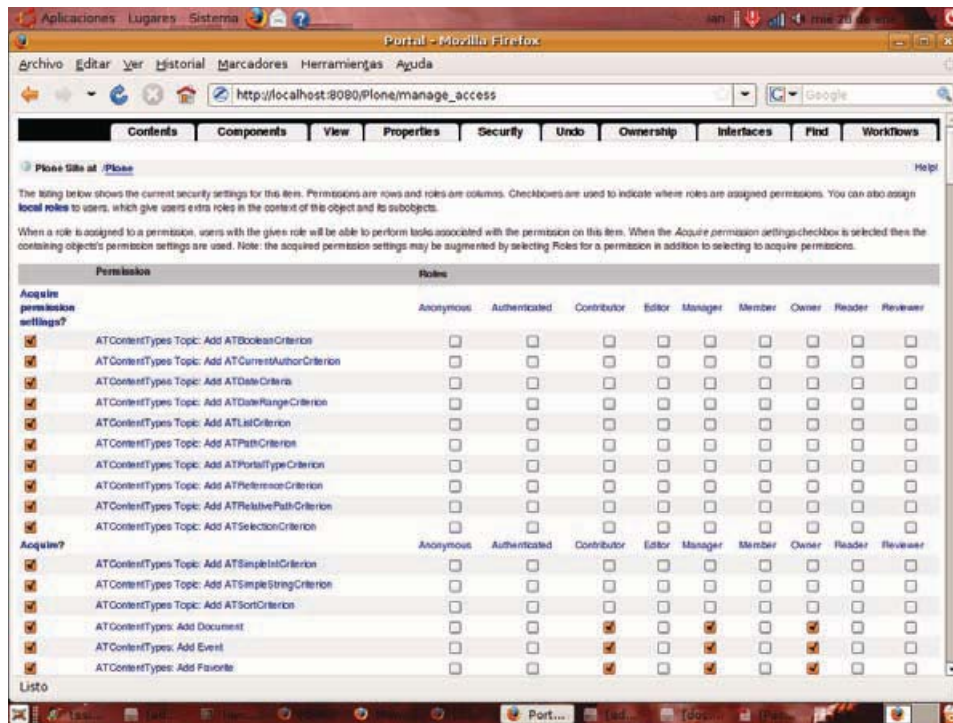 Aplicaciones Lugares Sistema
Portal - Mozilla Firefox
Archivo Editar Ver Historial Marcadores Herramientas Ayuda
http://localhost:8080/Plone/manage_access Google
Contents Components View Properties Security Undo Ownership Interfaces Find Workflows
Plone Site at /Plone Help!
The listing below shows the current security settings for this item. Permissions are rows and roles are columns. Checkboxes are used to indicate where roles are assigned permissions. You can also assign
local roles to users, which give users extra roles in the context of this object and its subobjects.
When a role is assigned to a permission, users with the given role will be able to perform tasks associated with the permission on this item. When the Acquire permission settings checkbox is selected then the
containing objects's permission settings are used. Note: the acquired permission settings may be augmented by selecting Roles for a permission in addition to selecting to acquire permissions.
Permission Roles
Acquire
permission
settings?
Anonymous Authenticated Contributor Editor Manager Member Owner Reader Reviewer
ATContentTypes Topic: Add ATBooleanCriterion
ATContentTypes Topic: Add ATCurrentAuthorCriterion
ATContentTypes Topic: Add ATDateCriteria
ATContentTypes Topic: Add ATDateRangeCriterion
ATContentTypes Topic: Add ATListCriterion
ATContentTypes Topic: Add ATPathCriterion
ATContentTypes Topic: Add ATPortalTypeCriterion
ATContentTypes Topic: Add ATReferenceCriterion
ATContentTypes Topic: Add ATRelativePathCriterion
ATContentTypes Topic: Add ATSelectionCriterion
Acquire? Anonymous Authenticated Contributor Editor Manager Member Owner Reader Reviewer
ATContentTypes Topic: Add ATSimpleIntCriterion
ATContentTypes Topic: Add ATSimpleStringCriterion
ATContentTypes Topic: Add ATSortCriterion
ATContentTypes: Add Document
ATContentTypes: Add Event
ATContentTypes: Add Favorite
Listo
Port...